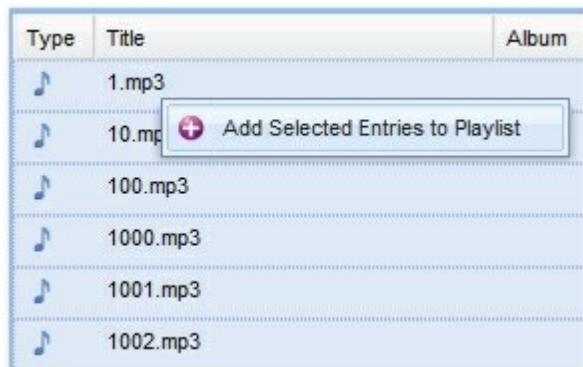 Type Title Album
1.mp3
Add Selected Entries to Playlist
10.mp
100.mp3
1000.mp3
1001.mp3
1002.mp3